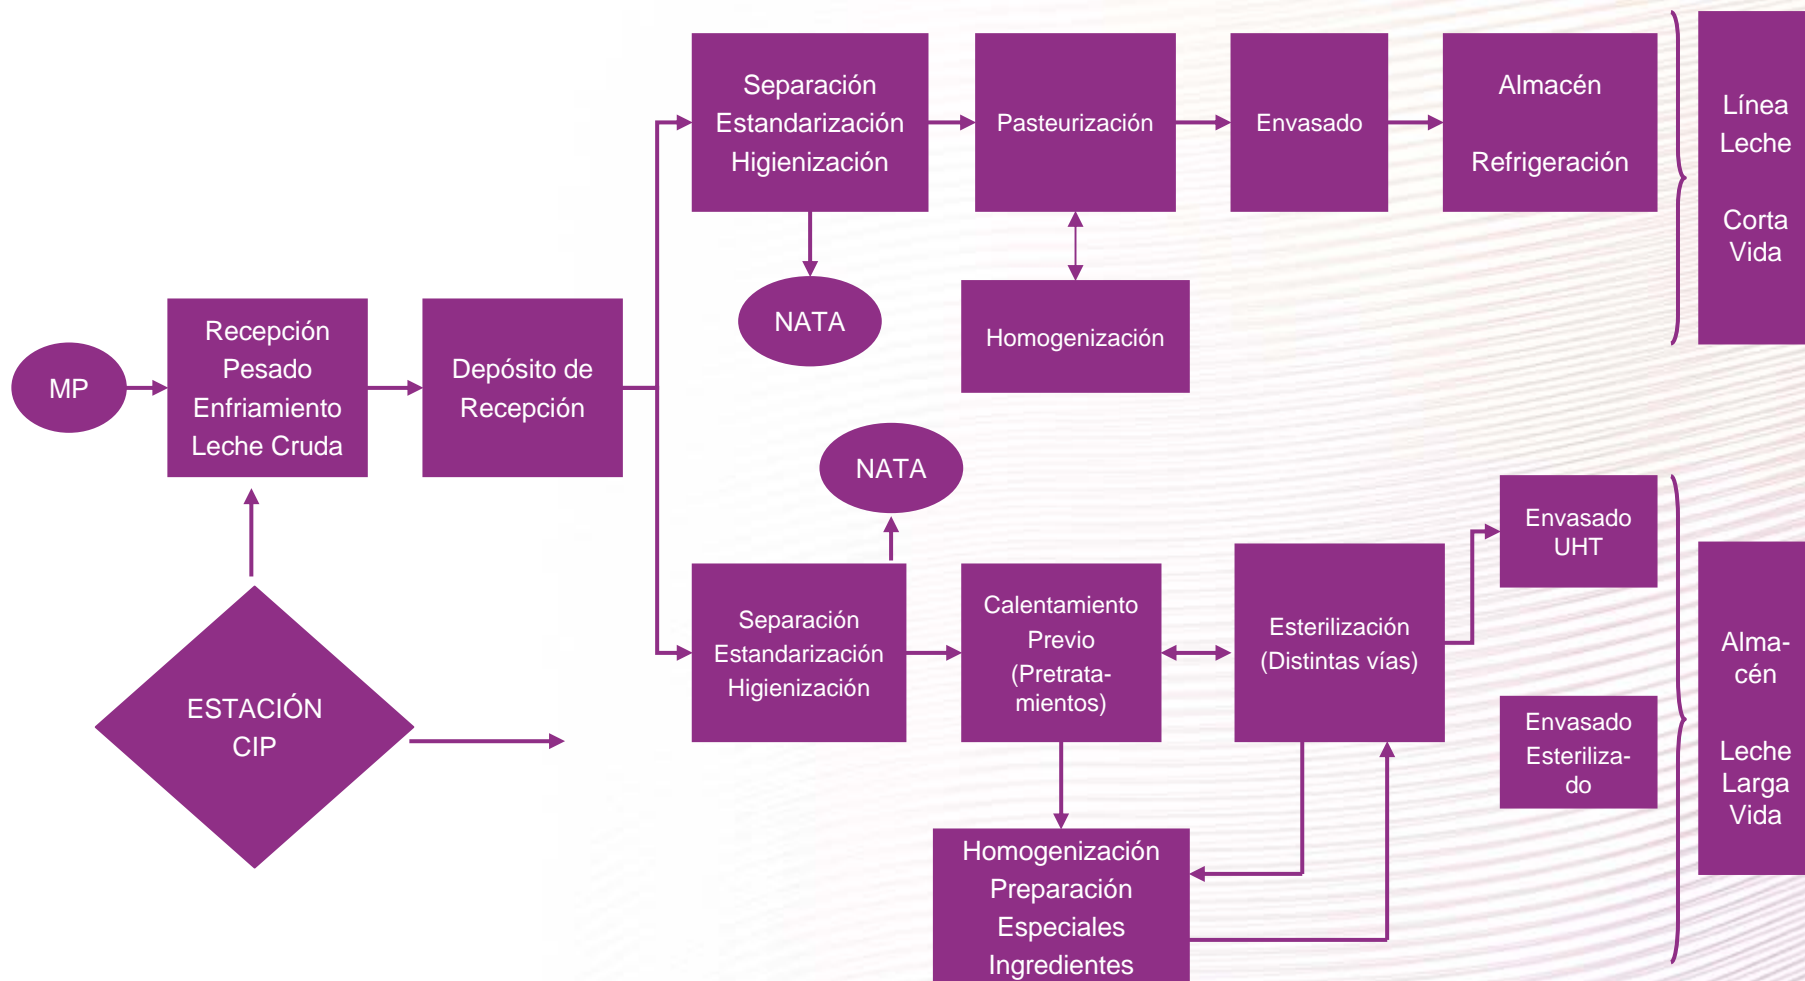 MP
Recepción
Pesado
Enfriamiento
Leche Cruda
Depósito de
Recepción
ESTACIÓN
CIP
Separación
Estandarización
Higienización
NATA
Pasteurización
Homogenización
Envasado
Almacén
Refrigeración
Línea
Leche
Corta
Vida
Separación
Estandarización
Higienización
NATA
Calentamiento
Previo
(Pretrata-
mientos)
Homogenización
Preparación
Especiales
Ingredientes
Esterilización
(Distintas vías)
Envasado
UHT
Envasado
Esteriliza-
do
Alma-
cén
Leche
Larga
Vida